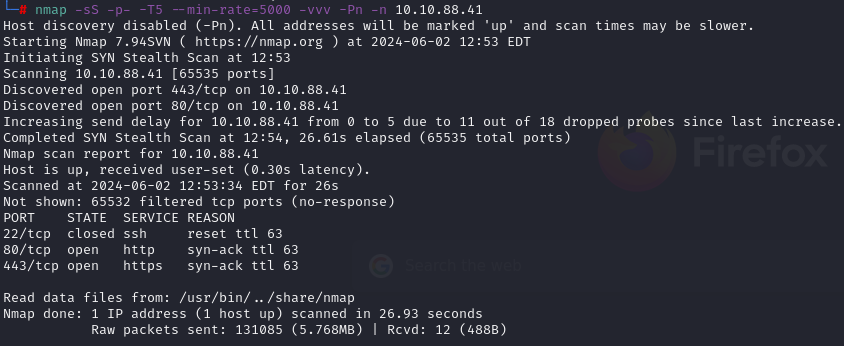 └─# nmap -sS -p- -T5 --min-rate=5000 -vvv -Pn -n 10.10.88.41
Host discovery disabled (-Pn). All addresses will be marked 'up' and scan times may be slower.
Starting Nmap 7.94SVN ( https://nmap.org ) at 2024-06-02 12:53 EDT
Initiating SYN Stealth Scan at 12:53
Scanning 10.10.88.41 [65535 ports]
Discovered open port 443/tcp on 10.10.88.41
Discovered open port 80/tcp on 10.10.88.41
Increasing send delay for 10.10.88.41 from 0 to 5 due to 11 out of 18 dropped probes since last increase.
Completed SYN Stealth Scan at 12:54, 26.61s elapsed (65535 total ports)
Nmap scan report for 10.10.88.41
Host is up, received user-set (0.30s latency).
Scanned at 2024-06-02 12:53:34 EDT for 26s
Not shown: 65532 filtered tcp ports (no-response)
PORT    STATE  SERVICE REASON
22/tcp  closed ssh     reset ttl 63
80/tcp  open   http    syn-ack ttl 63
443/tcp open   https   syn-ack ttl 63
Firefox
Search the web
Read data files from: /usr/bin/../share/nmap
Nmap done: 1 IP address (1 host up) scanned in 26.93 seconds
           Raw packets sent: 131085 (5.768MB) | Rcvd: 12 (488B)